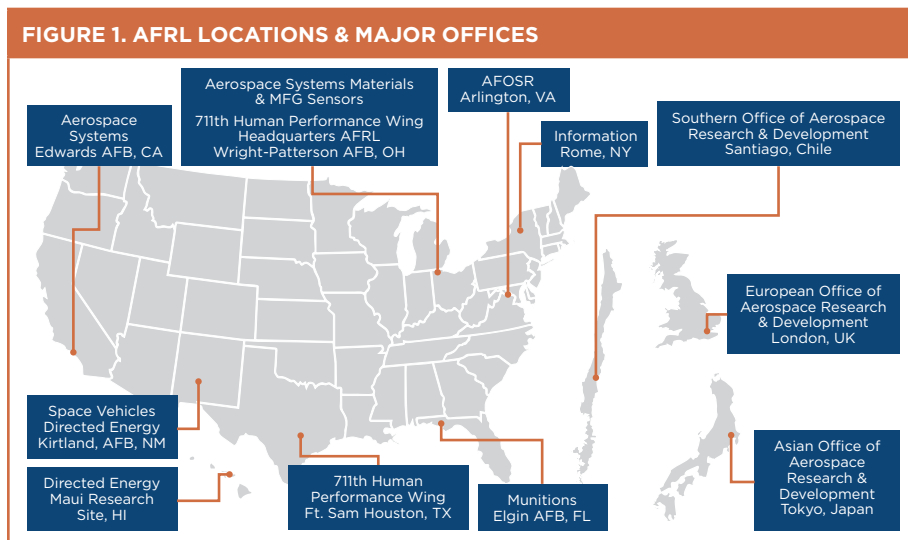 FIGURE 1. AFRL LOCATIONS & MAJOR OFFICES
Aerospace
Systems
Edwards AFB, CA
Aerospace Systems Materials
& MFG Sensors
711th Human Performance Wing
Headquarters AFRL
Wright-Patterson AFB, OH
AFOSR
Arlington, VA
Information
Rome, NY
Southern Office of Aerospace
Research & Development
Santiago, Chile
European Office of
Aerospace Research
& Development
London, UK
Space Vehicles
Directed Energy
Kirtland, AFB, NM
Directed Energy
Maui Research
Site, HI
711th Human
Performance Wing
Ft. Sam Houston, TX
Munitions
Elgin AFB, FL
Asian Office of
Aerospace
Research &
Development
Tokyo, Japan